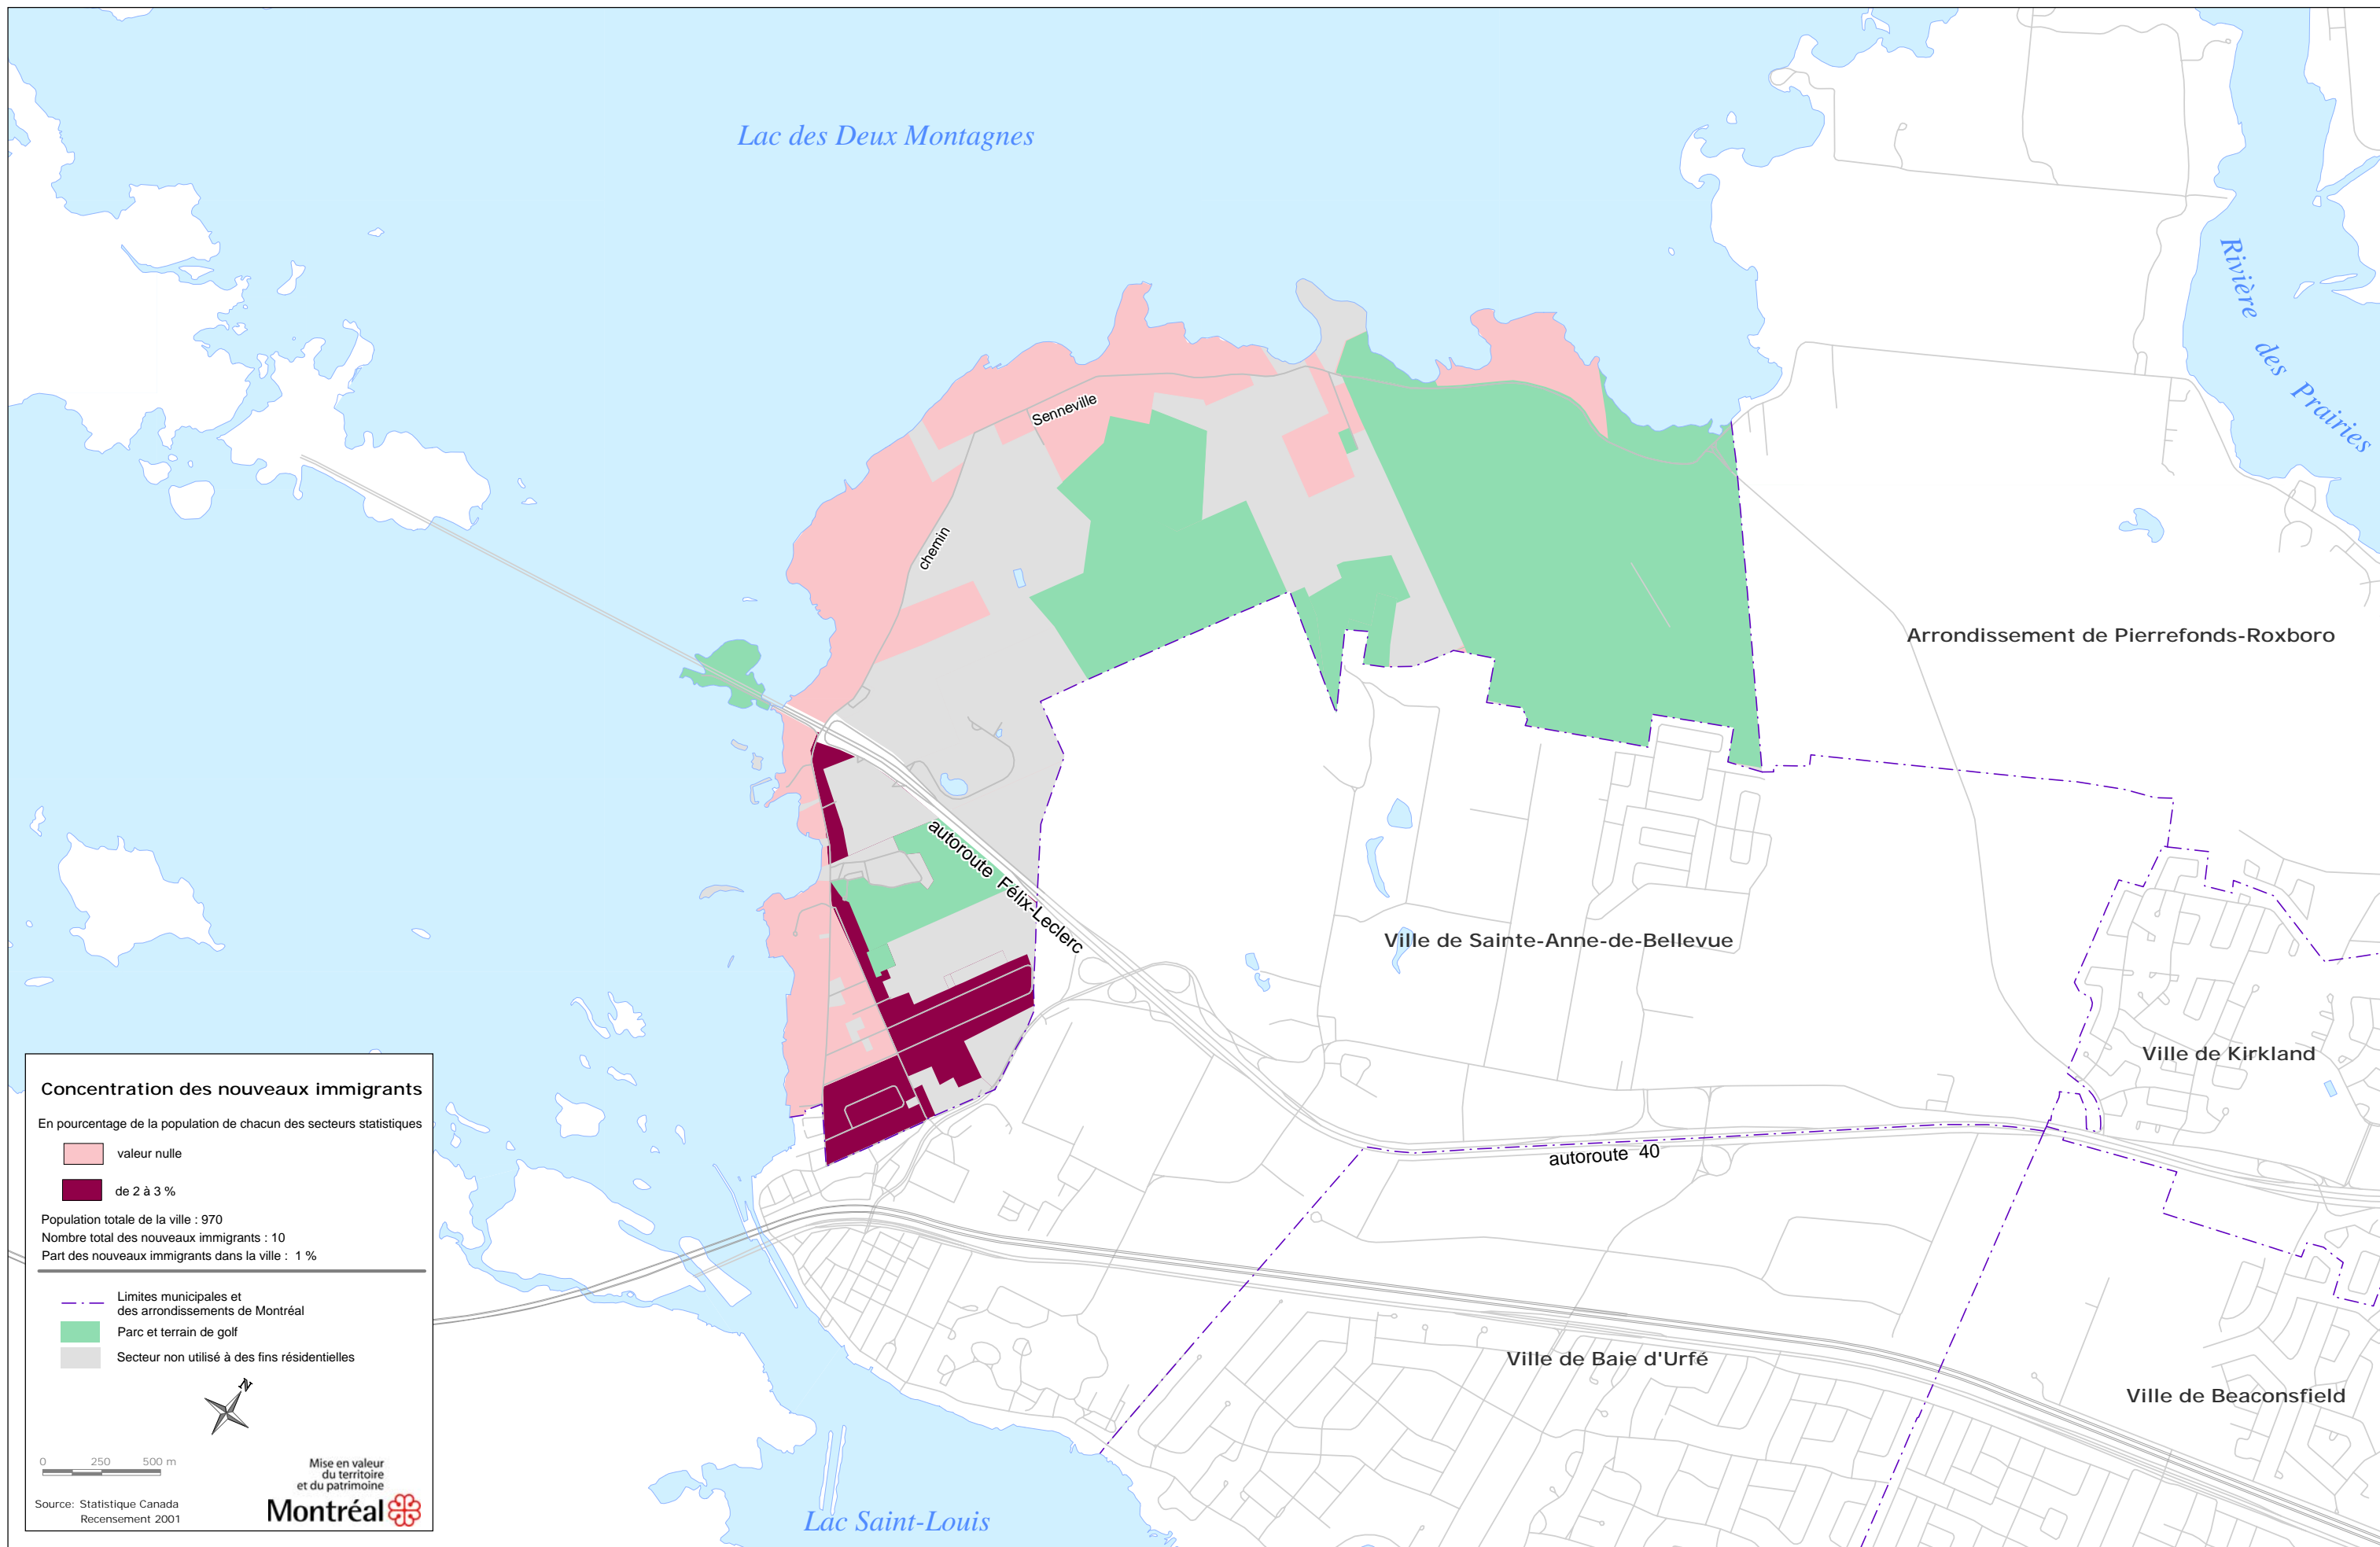 Lac des Deux Montagnes
Rivière des Prairies
Senneville
chemin
Arrondissement de Pierrefonds-Roxboro
autoroute Félix-Leclerc
Ville de Sainte-Anne-de-Bellevue
Ville de Kirkland
autoroute 40
Ville de Baie d'Urfé
Ville de Beaconsfield
Lac Saint-Louis
Concentration des nouveaux immigrants
En pourcentage de la population de chacun des secteurs statistiques
valeur nulle
de 2 à 3 %
Population totale de la ville : 970
Nombre total des nouveaux immigrants : 10
Part des nouveaux immigrants dans la ville : 1 %
Limites municipales et
des arrondissements de Montréal
Parc et terrain de golf
Secteur non utilisé à des fins résidentielles
N
0 250 500 m
Mise en valeur
du territoire
et du patrimoine
Montréal
Source: Statistique Canada
Recensement 2001